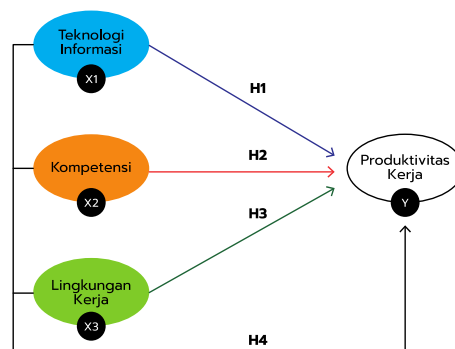 Teknologi
Informasi
X1
H1
Kompetensi
X2
H2
Produktivitas
Kerja
Y
H3
Lingkungan
Kerja
X3
H4